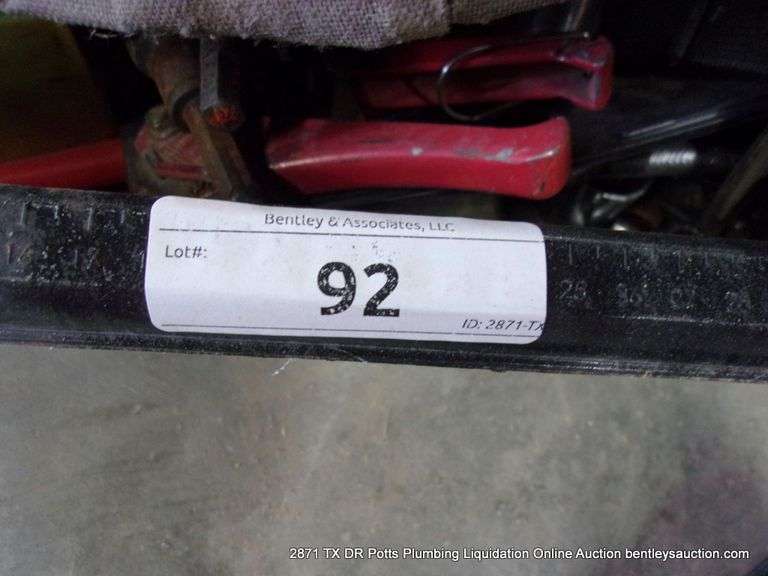 Bentley & Associates, LLC
Lot#:
92
ID: 2871-TX
2871 TX DR Potts Plumbing Liquidation Online Auction bentleysauction.com